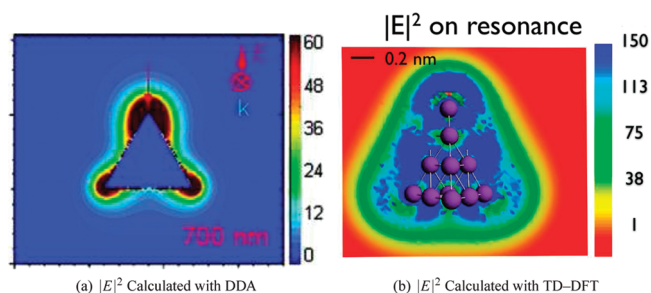 |E|² on resonance
60
48
36
24
12
0
E
k
700 nm
0.2 nm
150
113
75
38
1
(a) |E|² Calculated with DDA
(b) |E|² Calculated with TD–DFT